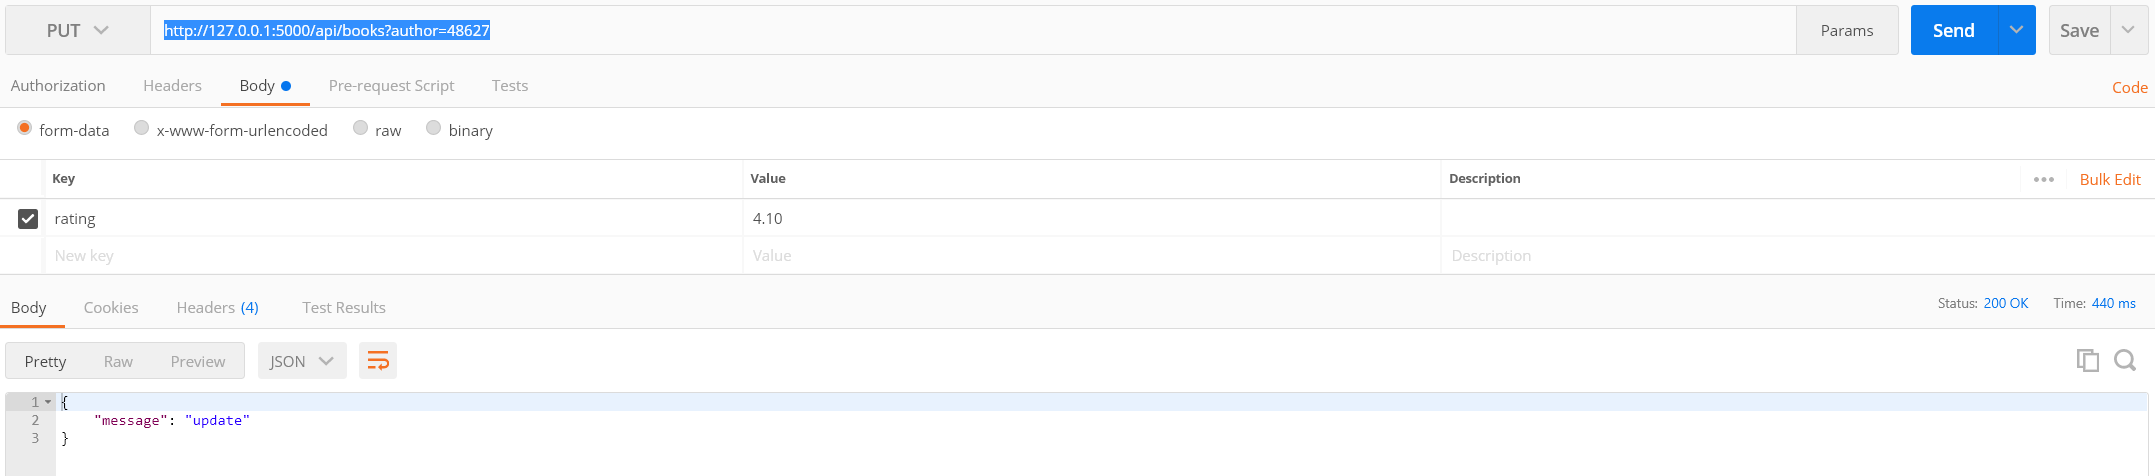 PUT http://127.0.0.1:5000/api/books?author=48627 Params Send Save
Authorization Headers Body Pre-request Script Tests Code
form-data x-www-form-urlencoded raw binary
Key Value Description Bulk Edit
rating 4.10
New key Value Description
Body Cookies Headers (4) Test Results Status: 200 OK Time: 440 ms
Pretty Raw Preview JSON
1 {
2 "message": "update"
3 }